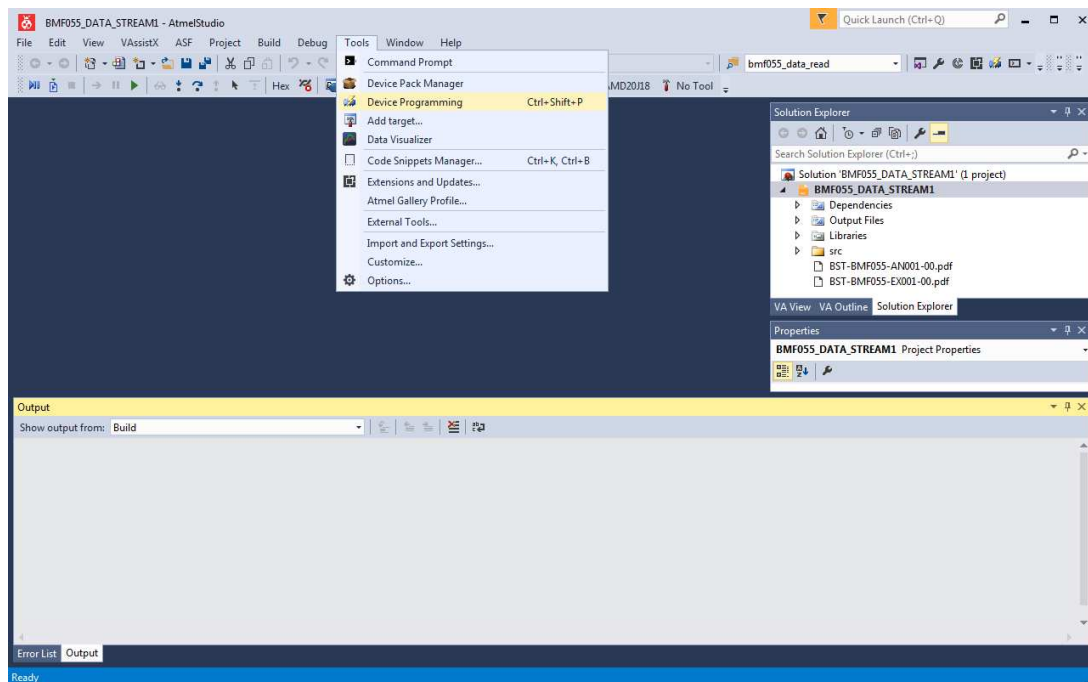 BMF055_DATA_STREAM1 - AtmelStudio
Quick Launch (Ctrl+Q)
File Edit View VAssistX ASF Project Build Debug Tools Window Help
bmf055_data_read
Hex
MD20J18 No Tool
Command Prompt
Device Pack Manager
Device Programming Ctrl+Shift+P
Add target...
Data Visualizer
Code Snippets Manager... Ctrl+K, Ctrl+B
Extensions and Updates...
Atmel Gallery Profile...
External Tools...
Import and Export Settings...
Customize...
Options...
Solution Explorer
Search Solution Explorer (Ctrl+;)
Solution 'BMF055_DATA_STREAM1' (1 project)
BMF055_DATA_STREAM1
Dependencies
Output Files
Libraries
src
BST-BMF055-AN001-00.pdf
BST-BMF055-EX001-00.pdf
VA View VA Outline Solution Explorer
Properties
BMF055_DATA_STREAM1 Project Properties
Output
Show output from: Build
Error List Output
Ready